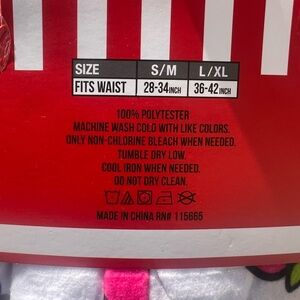 SIZE S/M L/XL
FITS WAIST 28-34INCH 36-42INCH
100% POLYTESTER
MACHINE WASH COLD WITH LIKE COLORS.
ONLY NON-CHLORINE BLEACH WHEN NEEDED.
TUMBLE DRY LOW.
COOL IRON WHEN NEEDED.
DO NOT DRY CLEAN.
MADE IN CHINA RN# 115665